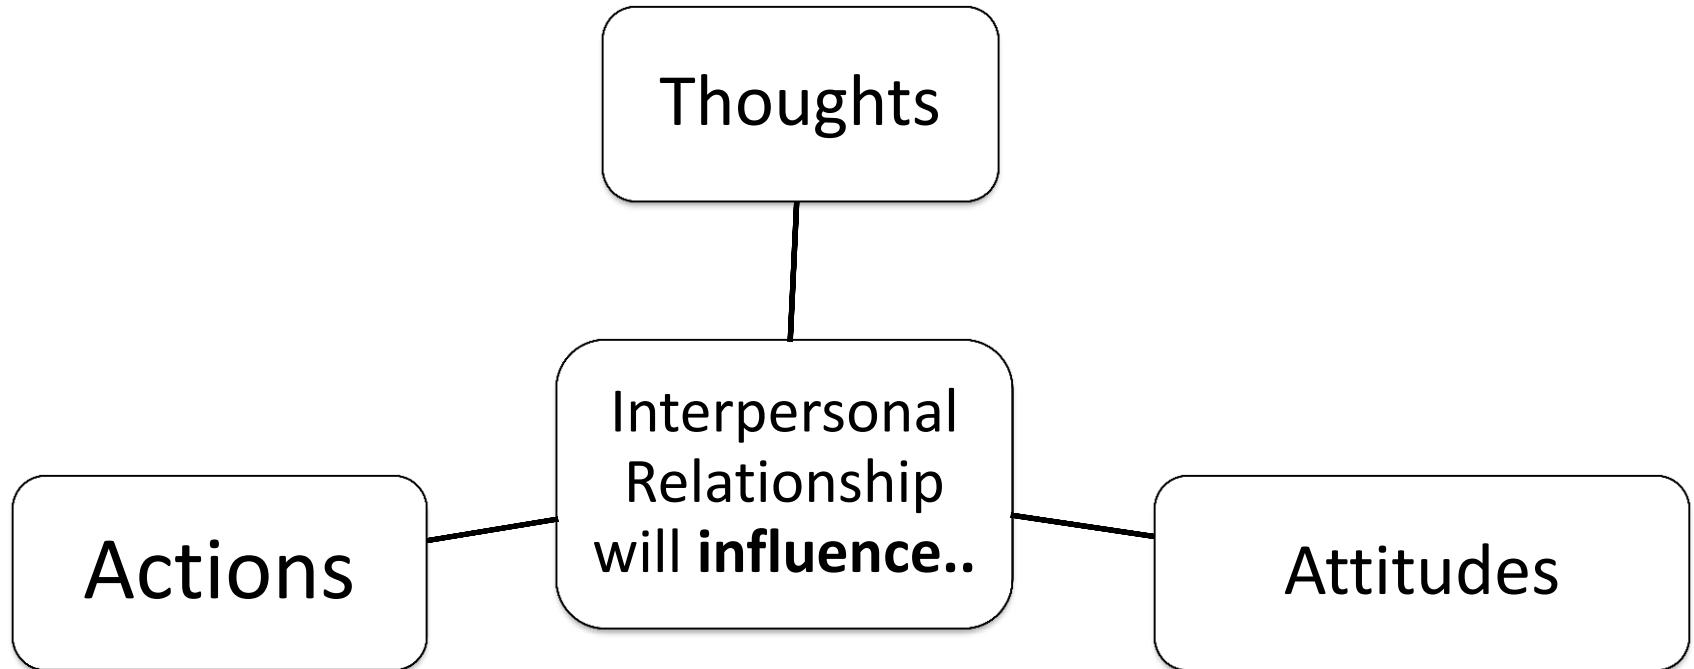 Thoughts
Interpersonal
Relationship
will influence..
Actions
Attitudes